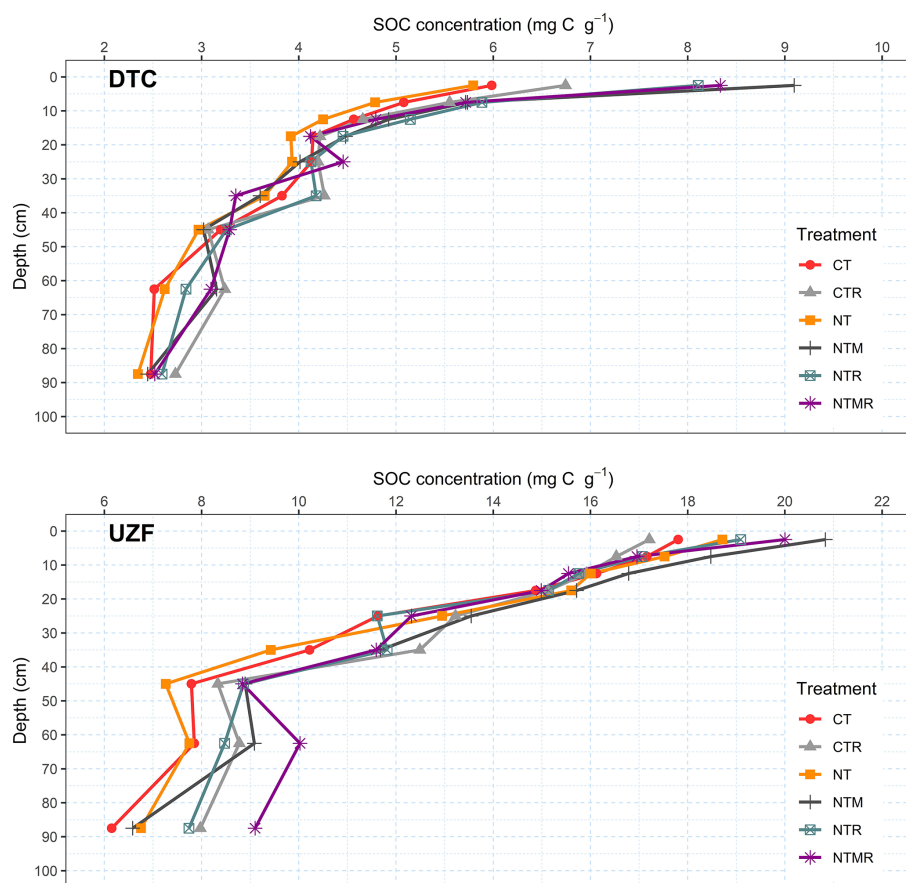 SOC concentration (mg C g⁻¹)
2 3 4 5 6 7 8 9 10
DTC
Depth (cm)
0
10
20
30
40
50
60
70
80
90
100
Treatment
CT
CTR
NT
NTM
NTR
NTMR
SOC concentration (mg C g⁻¹)
6 8 10 12 14 16 18 20 22
UZF
Depth (cm)
0
10
20
30
40
50
60
70
80
90
100
Treatment
CT
CTR
NT
NTM
NTR
NTMR